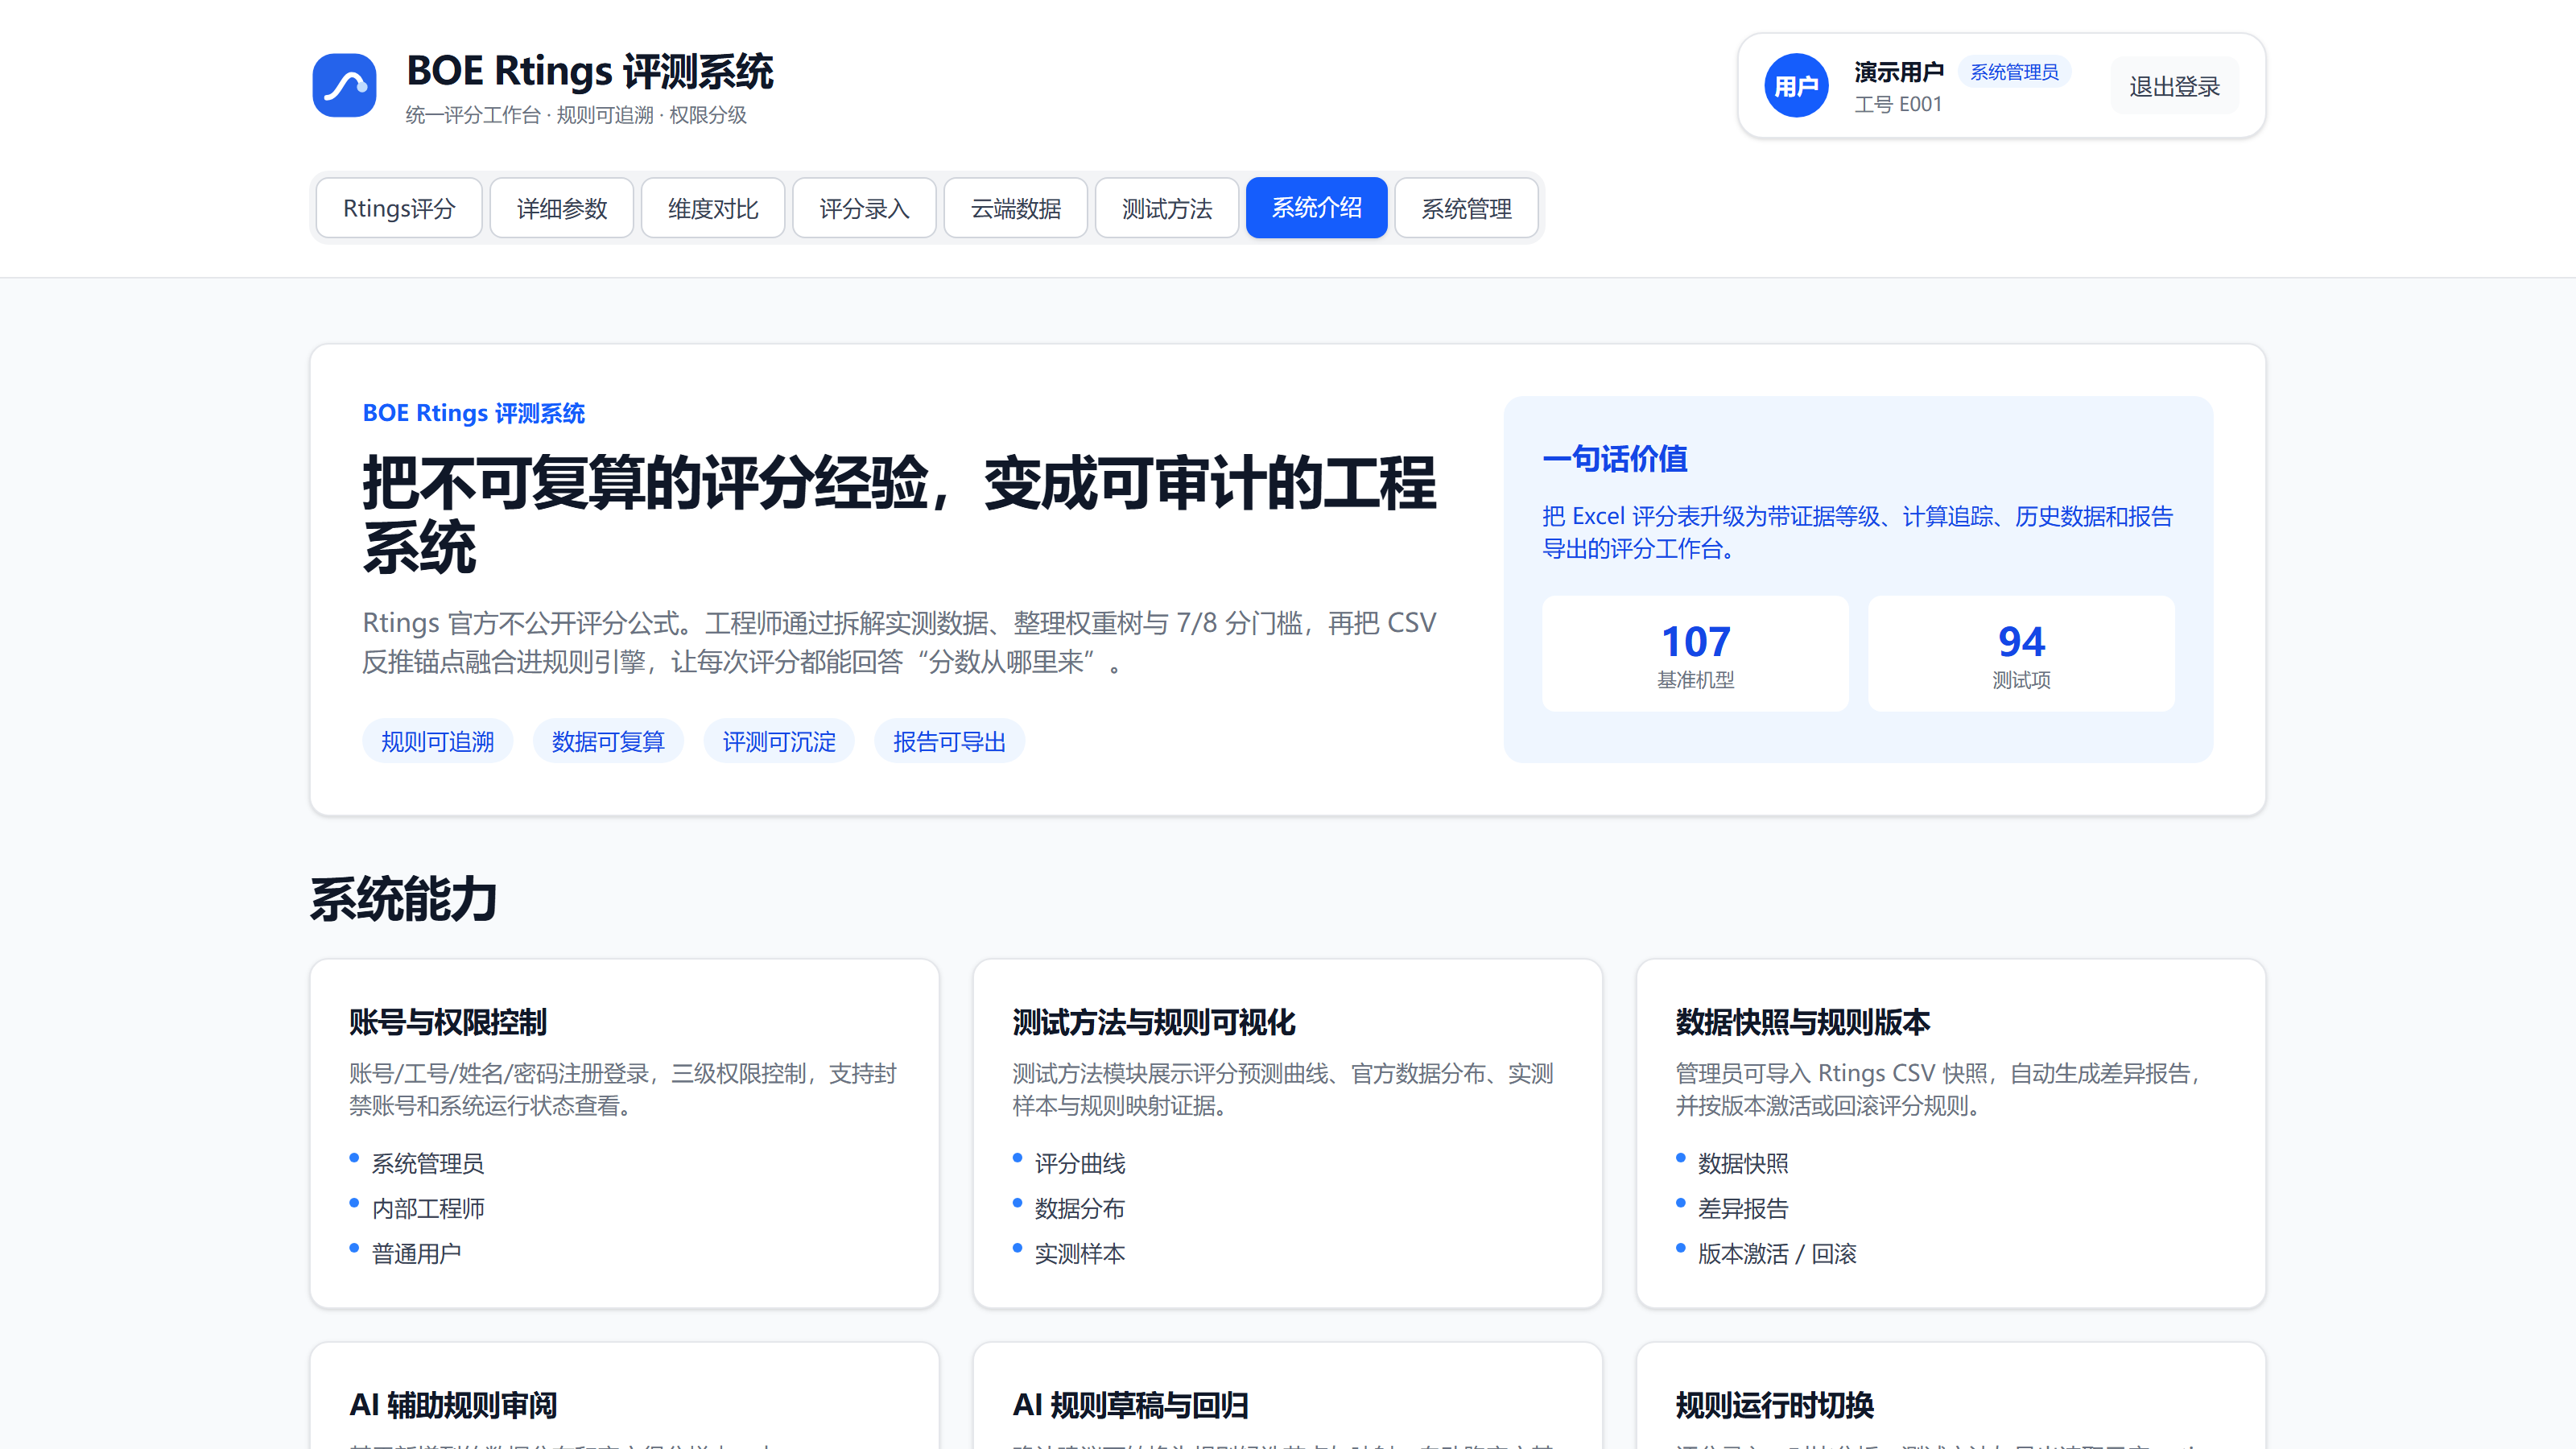 BOE Rtings 评测系统
统一评分工作台 · 规则可追溯 · 权限分级
用户
演示用户
系统管理员
工号 E001
退出登录
Rtings评分
详细参数
维度对比
评分录入
云端数据
测试方法
系统介绍
系统管理
BOE Rtings 评测系统
把不可复算的评分经验，变成可审计的工程
系统
Rtings 官方不公开评分公式。工程师通过拆解实测数据、整理权重树与 7/8 分门槛，再把 CSV
反推锚点融合进规则引擎，让每次评分都能回答“分数从哪里来”。
规则可追溯
数据可复算
评测可沉淀
报告可导出
一句话价值
把 Excel 评分表升级为带证据等级、计算追踪、历史数据和报告
导出的评分工作台。
107
基准机型
94
测试项
系统能力
账号与权限控制
账号/工号/姓名/密码注册登录，三级权限控制，支持封
禁账号和系统运行状态查看。
系统管理员
内部工程师
普通用户
测试方法与规则可视化
测试方法模块展示评分预测曲线、官方数据分布、实测
样本与规则映射证据。
评分曲线
数据分布
实测样本
数据快照与规则版本
管理员可导入 Rtings CSV 快照，自动生成差异报告，
并按版本激活或回滚评分规则。
数据快照
差异报告
版本激活 / 回滚
AI 辅助规则审阅
AI 规则草稿与回归
规则运行时切换